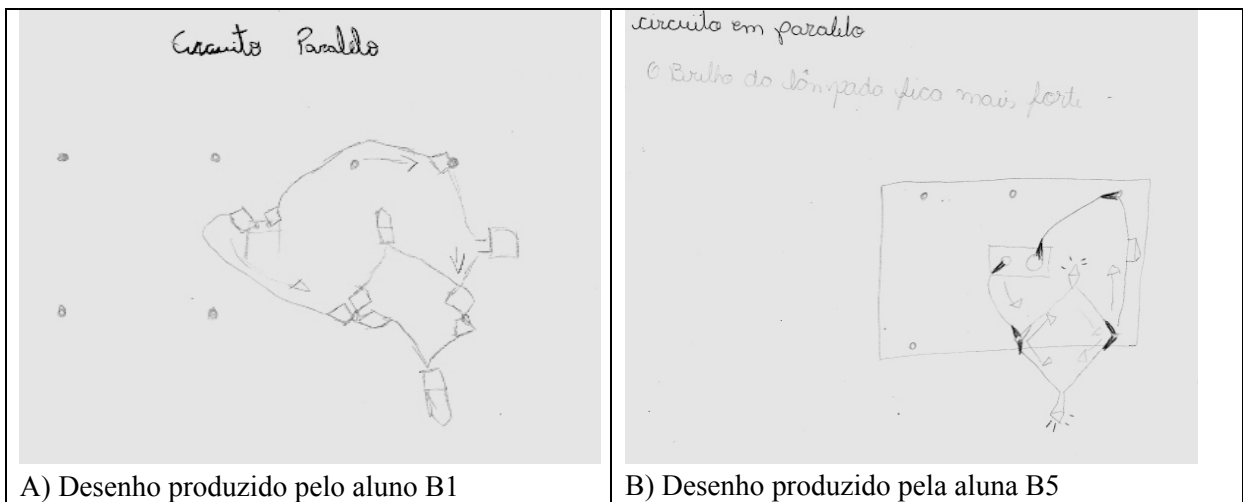 Circuito Paralelo
circuito em paralelo
O Brilho da lâmpada fica mais forte -
A) Desenho produzido pelo aluno B1
B) Desenho produzido pela aluna B5